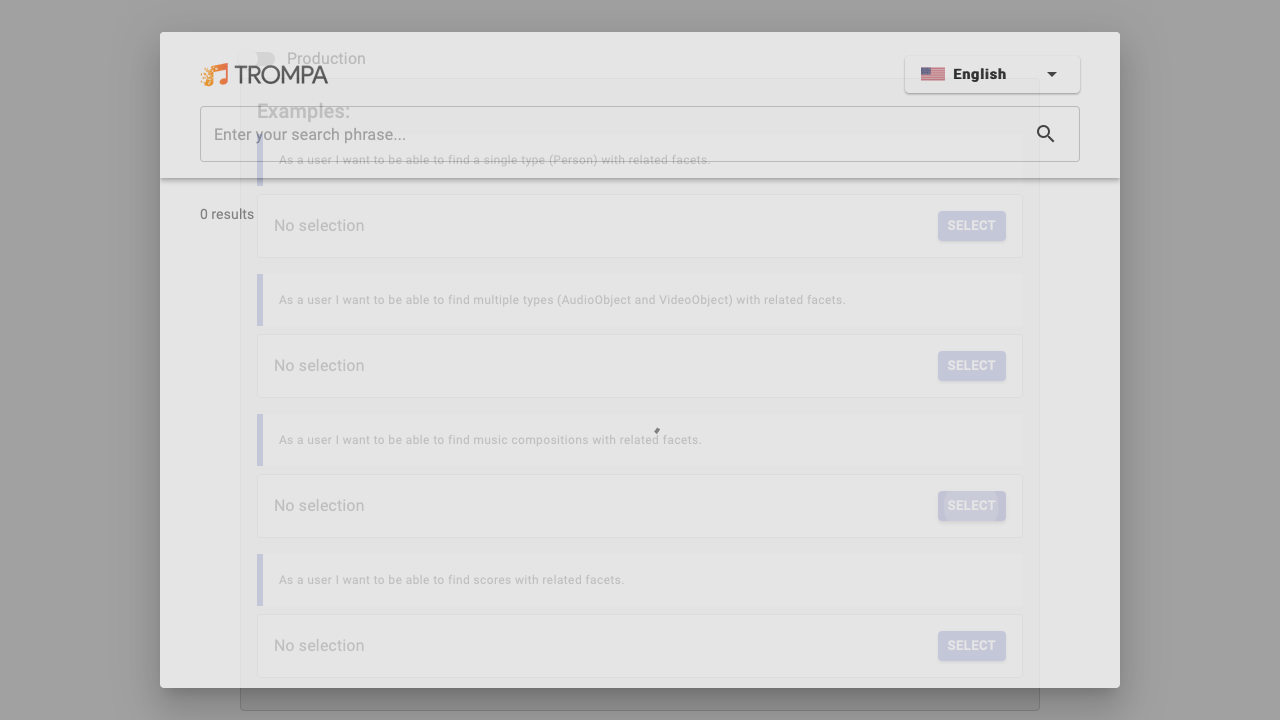 Production
TROMPA
English
Examples:
Enter your search phrase...
As a user I want to be able to find a single type (Person) with related facets.
0 results
No selection
SELECT
As a user I want to be able to find multiple types (AudioObject and VideoObject) with related facets.
No selection
SELECT
As a user I want to be able to find music compositions with related facets.
No selection
SELECT
As a user I want to be able to find scores with related facets.
No selection
SELECT